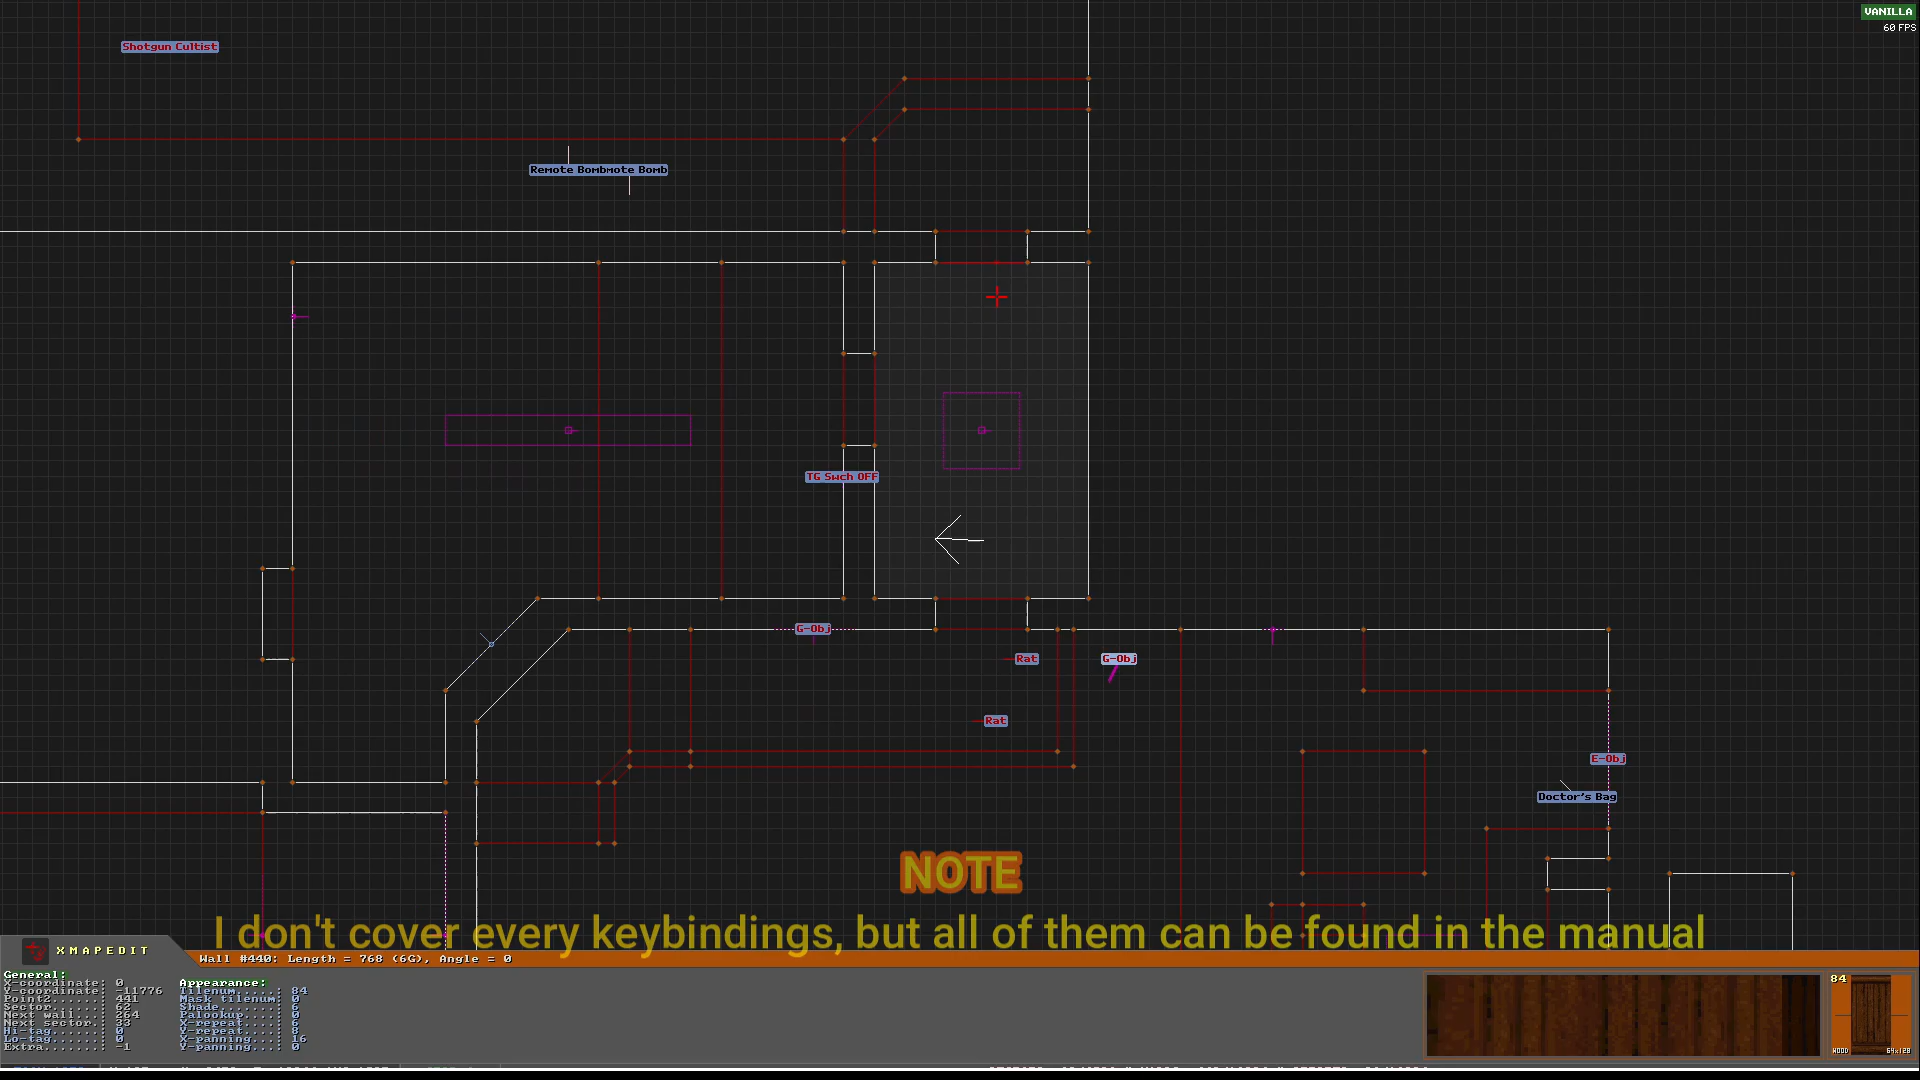 VANILLA
60 FPS
Shotgun Cultist
Remote Bombmote Bomb
TG Swch OFF
G-Obj
Rat
G-Obj
Rat
E-Obj
Doctor's Bag
NOTE
I don't cover every keybindings, but all of them can be found in the manual
XMAPEDIT
Wall #440: Length = 768 (6G), Angle = 0
General:
X-coordinate: 0
Y-coordinate: -11776
Point2......: 441
Sector......: 62
Next wall...: 264
Next sector.: 33
Hi-tag......: 0
Lo-tag......: 0
Extra.......: -1
Appearance:
Tilenum.....: 84
Mask tilenum: 0
Shade.......: 6
Palookup....: 0
X-repeat....: 6
Y-repeat....: 8
X-panning...: 16
Y-panning...: 0
84
WOOD
64x128